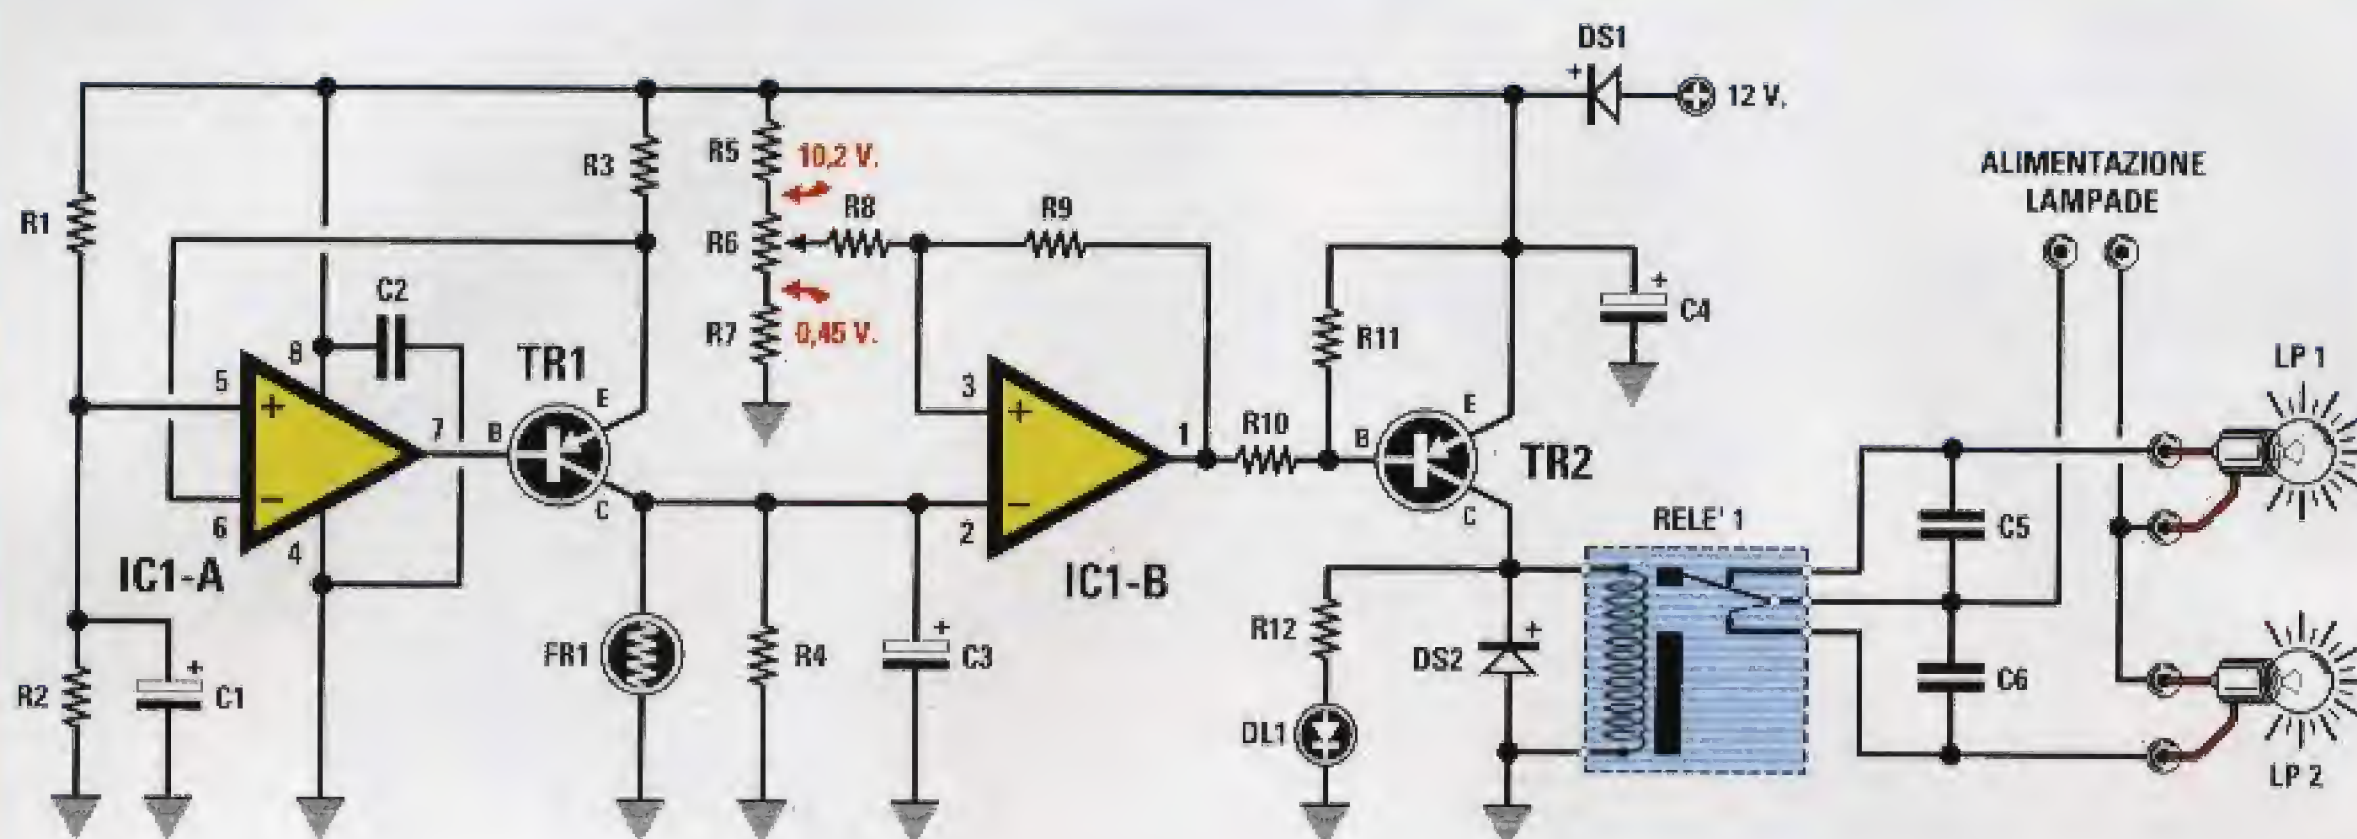 DS1
+
12 V.
R1
R3
R5
10,2 V.
R6
R8
R9
R7
0,45 V.
C2
8
5
+
7
−
6
4
IC1-A
TR1
B
E
C
3
+
1
−
2
IC1-B
R10
R11
B
E
C
TR2
+
C4
ALIMENTAZIONE
LAMPADE
LP 1
RELE' 1
C5
C6
LP 2
R2
+
C1
FR1
R4
+
C3
R12
DL1
DS2
+